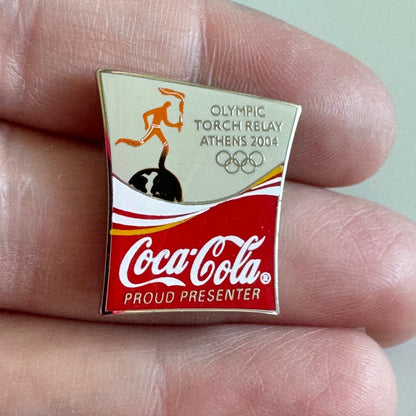 OLYMPIC
TORCH RELAY
ATHENS 2004
Coca-Cola®
PROUD PRESENTER